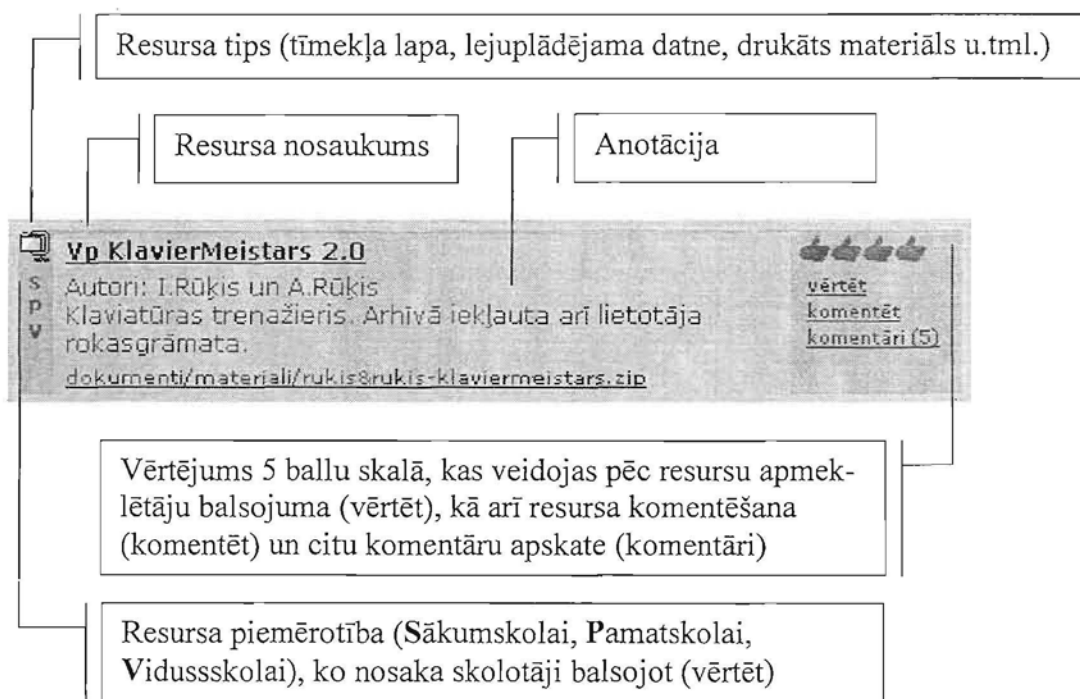 Resursa tips (tīmekļa lapa, lejuplādējama datne, drukāts materiāls u.tml.)
Resursa nosaukums
Anotācija
Vp KlavierMeistars 2.0
Autori: I.Rūķis un A.Rūķis
Klaviatūras trenažieris. Arhīvā iekļauta arī lietotāja
rokasgrāmata.
dokumenti/materiali/rukis&rukis-klaviermeistars.zip
s
p
v
vērtēt
komentēt
komentāri (5)
Vērtējums 5 ballu skalā, kas veidojas pēc resursu apmek-
lētāju balsojuma (vērtēt), kā arī resursa komentēšana
(komentēt) un citu komentāru apskate (komentāri)
Resursa piemērotība (Sākumskolai, Pamatskolai,
Vidussskolai), ko nosaka skolotāji balsojot (vērtēt)